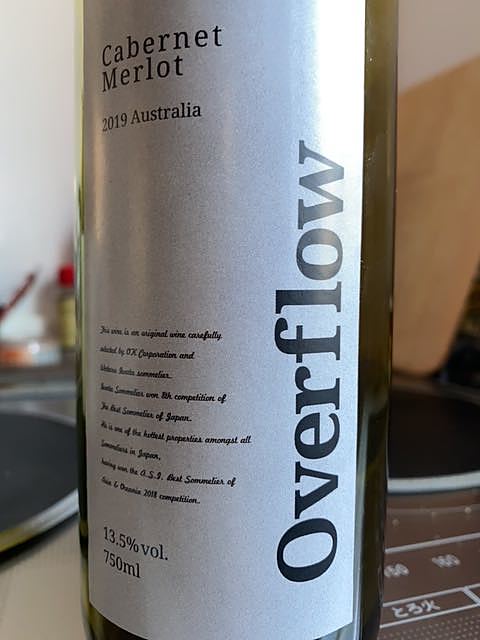 Cabernet
Merlot
2019 Australia
Overflow
This wine is an original wine carefully
selected by OK Corporation and
Wataru Iwata sommelier.
Iwata Sommelier won 8th competition of
The Best Sommelier of Japan.
He is one of the hottest properties amongst all
Sommeliers in Japan,
having won the A.S.I. Best Sommelier of
Asia & Oceania 2018 competition.
13.5% vol.
750ml
160
とろ火